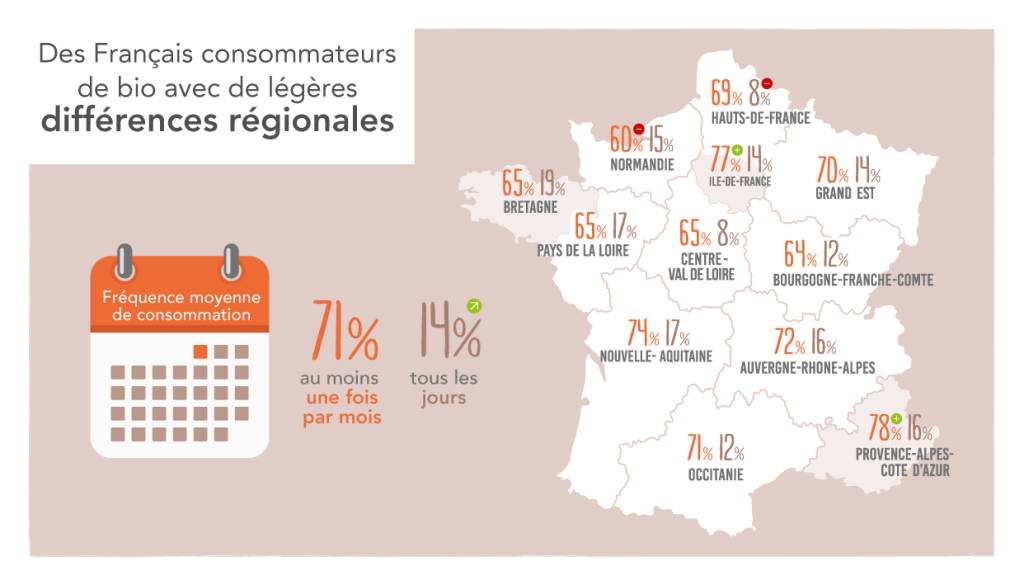 Des Français consommateurs
de bio avec de légères
différences régionales
Fréquence moyenne
de consommation
71%
au moins
une fois
par mois
14%
tous les
jours
69% 8%
HAUTS-DE-FRANCE
60% 15%
NORMANDIE
77% 14%
ILE-DE-FRANCE
70% 14%
GRAND EST
65% 19%
BRETAGNE
65% 17%
PAYS DE LA LOIRE
65% 8%
CENTRE-
VAL DE LOIRE
64% 12%
BOURGOGNE-FRANCHE-COMTE
74% 17%
NOUVELLE- AQUITAINE
72% 16%
AUVERGNE-RHONE-ALPES
78% 16%
PROVENCE-ALPES-
COTE D'AZUR
71% 12%
OCCITANIE